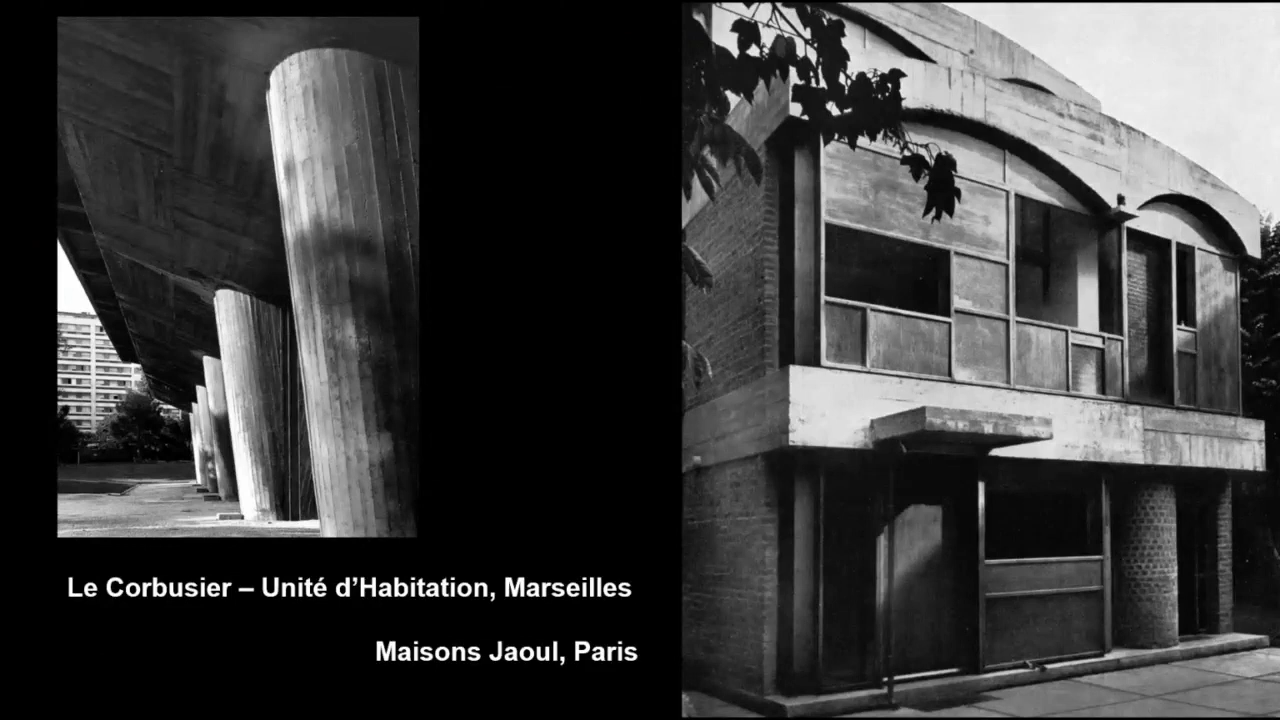 Le Corbusier – Unité d’Habitation, Marseilles
Maisons Jaoul, Paris